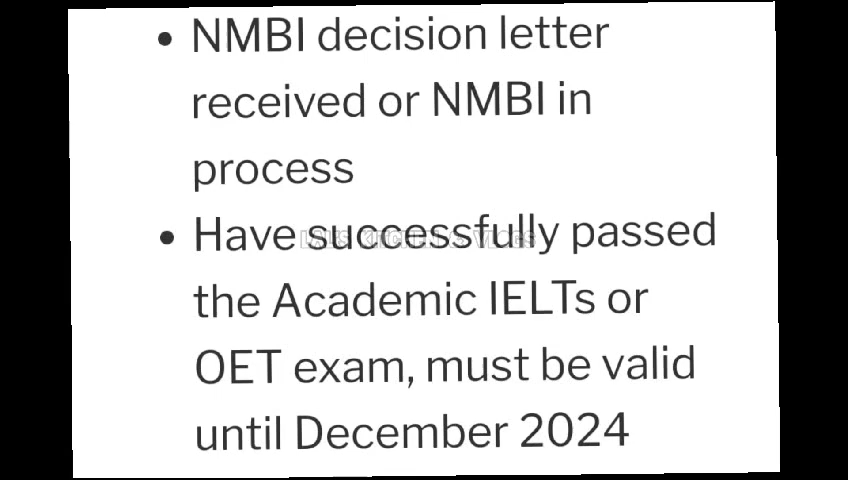 • NMBI decision letter
received or NMBI in
process
• Have successfully passed
the Academic IELTs or
OET exam, must be valid
until December 2024